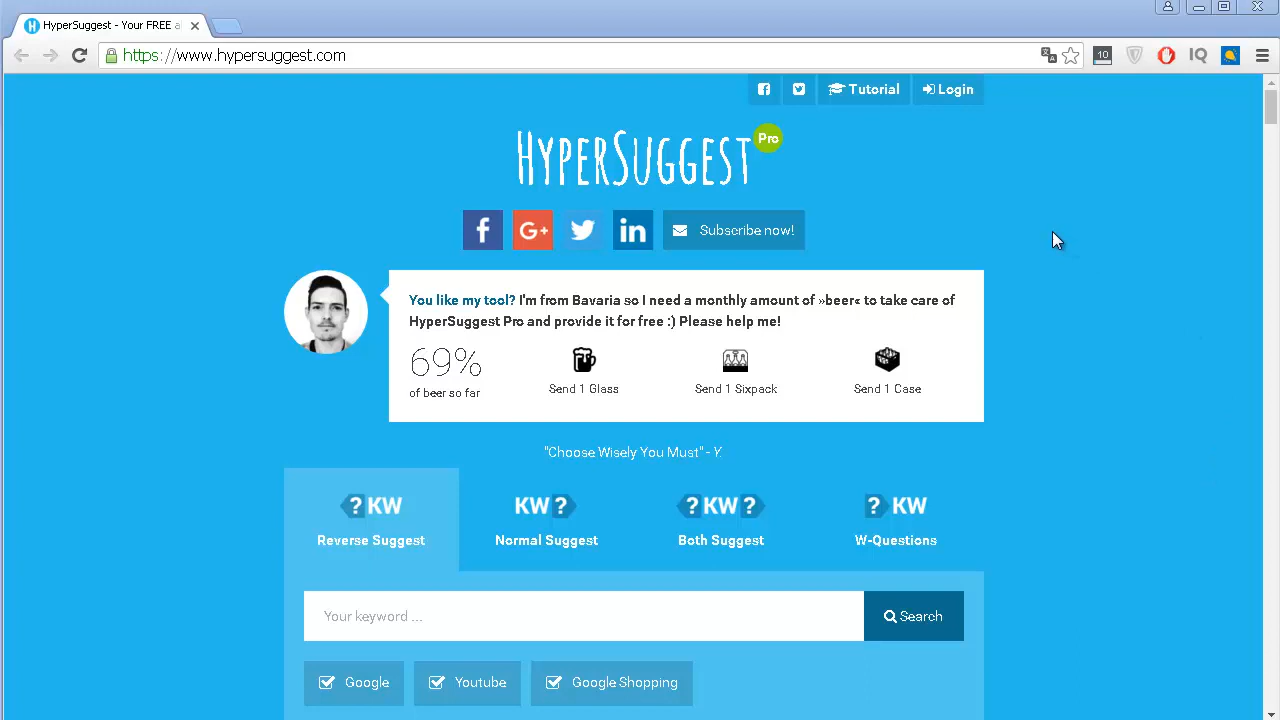 HyperSuggest - Your FREE a
https://www.hypersuggest.com
10
IQ
Tutorial
Login
HYPERSUGGEST Pro
Subscribe now!
You like my tool? I'm from Bavaria so I need a monthly amount of »beer« to take care of
HyperSuggest Pro and provide it for free :) Please help me!
69%
of beer so far
Send 1 Glass
Send 1 Sixpack
Send 1 Case
"Choose Wisely You Must" - Y.
? KW
KW ?
? KW ?
? KW
Reverse Suggest
Normal Suggest
Both Suggest
W-Questions
Your keyword ...
Search
Google
Youtube
Google Shopping